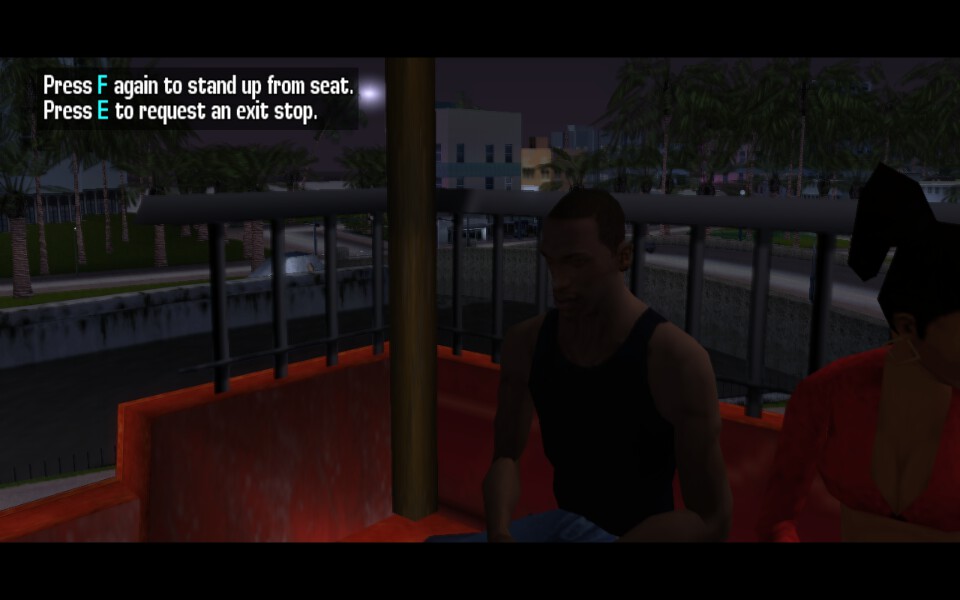 Press F again to stand up from seat.
Press E to request an exit stop.